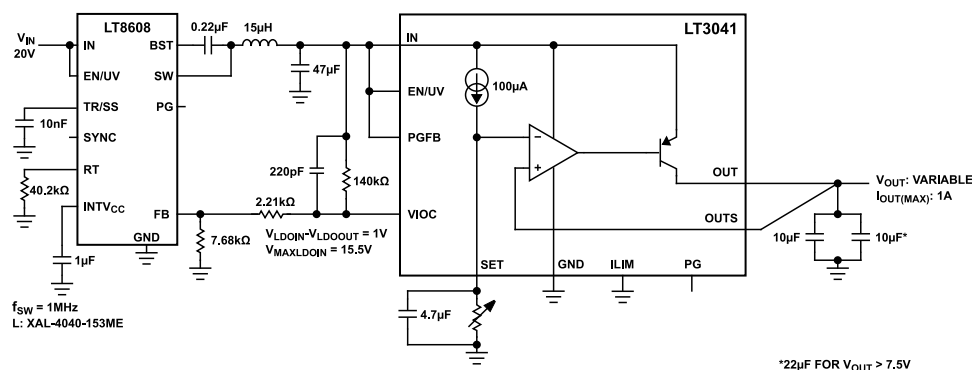 LT8608
LT3041
V_IN
20V
IN
EN/UV
TR/SS
SYNC
RT
INTV_CC
GND
BST
SW
PG
FB
10nF
40.2kΩ
1µF
0.22µF
15µH
47µF
220pF
140kΩ
2.21kΩ
7.68kΩ
V_LDOIN-V_LDOOUT = 1V
V_MAXLDOIN = 15.5V
f_SW = 1MHz
L: XAL-4040-153ME
IN
EN/UV
PGFB
VIOC
100µA
−
+
OUT
OUTS
SET
GND
ILIM
PG
4.7µF
10µF
10µF*
V_OUT: VARIABLE
I_OUT(MAX): 1A
*22µF FOR V_OUT > 7.5V